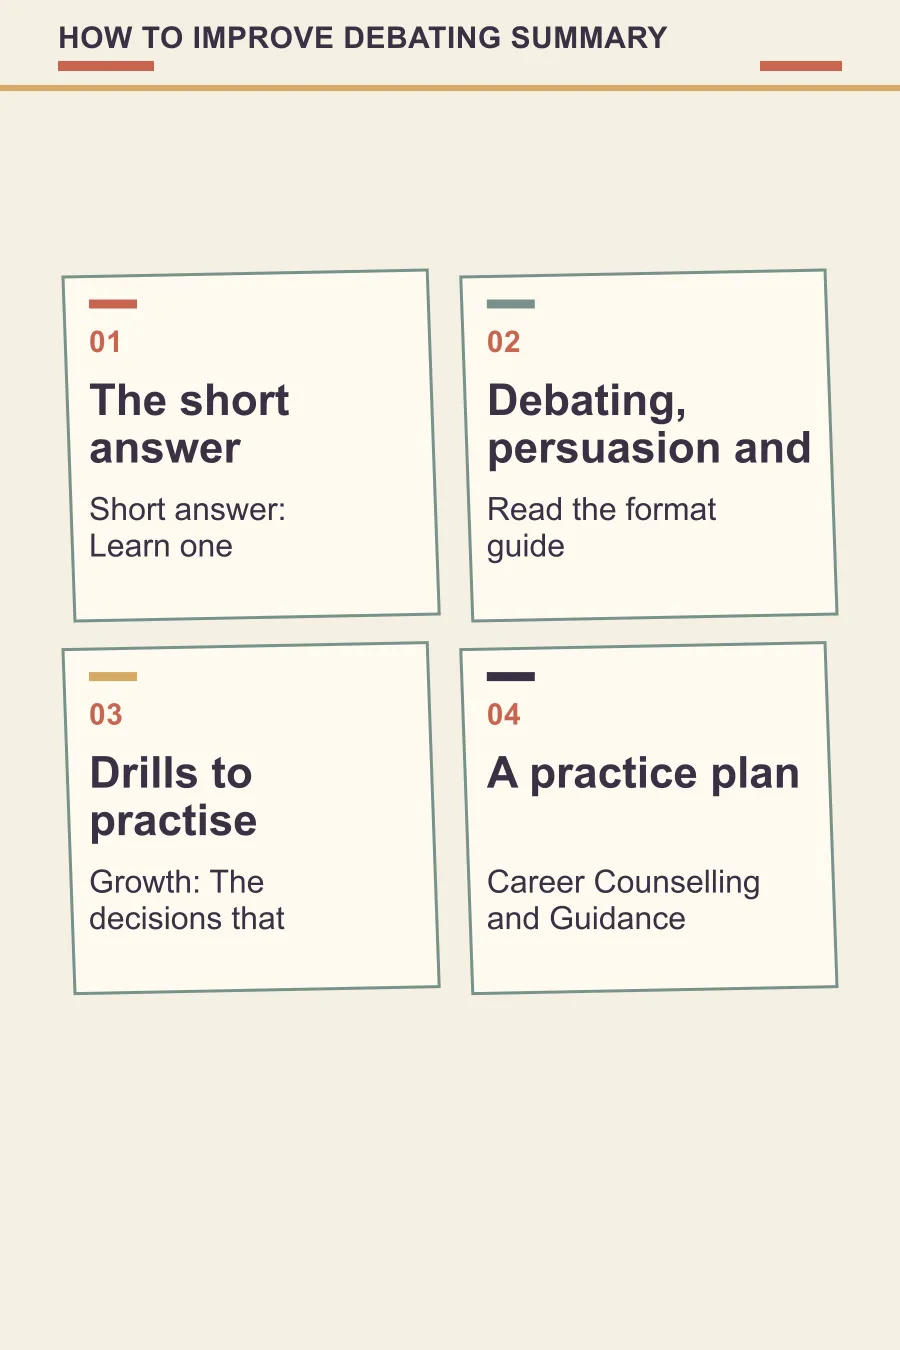 HOW TO IMPROVE DEBATING SUMMARY
01
The short
answer
Short answer:
Learn one
02
Debating,
persuasion and
Read the format
guide
03
Drills to
practise
Growth: The
decisions that
04
A practice plan
Career Counselling
and Guidance